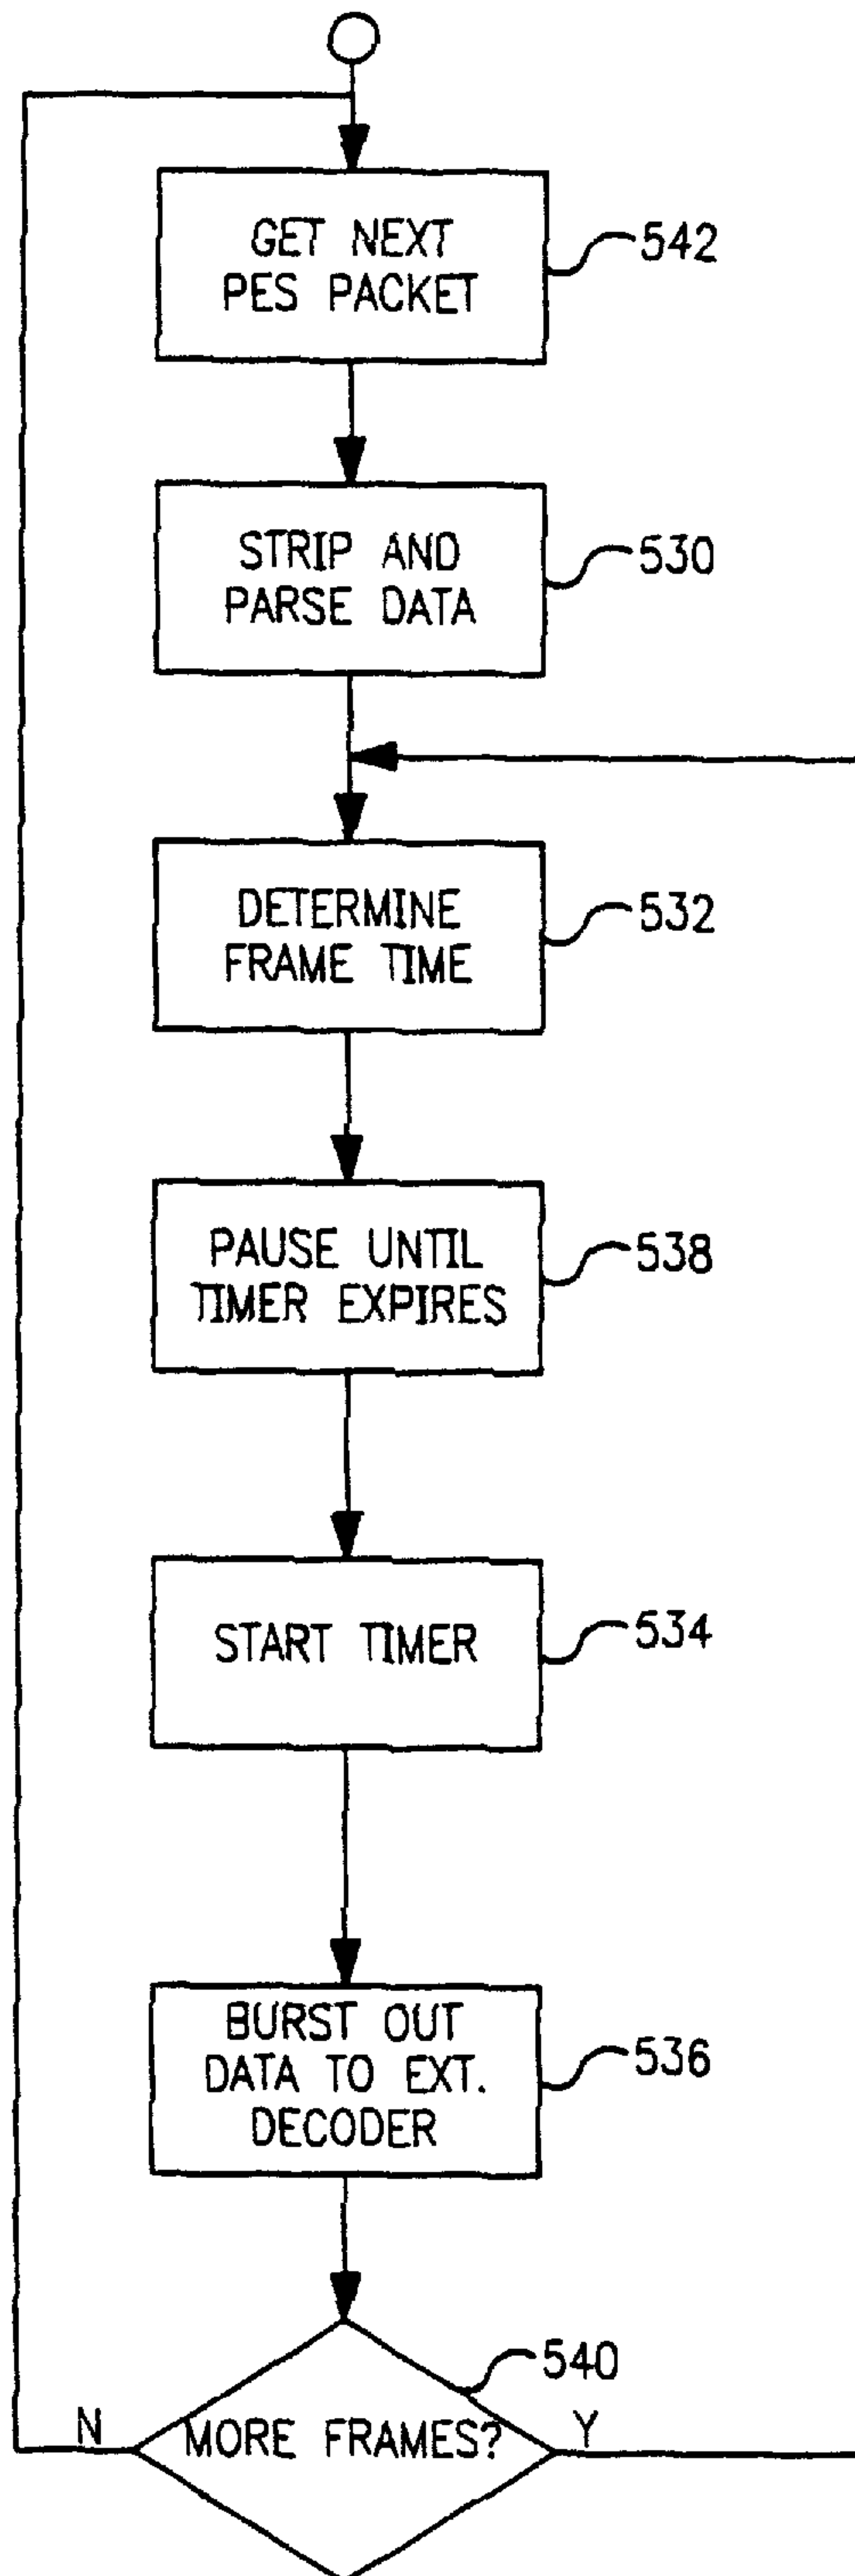 GET NEXT
PES PACKET
542
STRIP AND
PARSE DATA
530
DETERMINE
FRAME TIME
532
PAUSE UNTIL
TIMER EXPIRES
538
START TIMER
534
BURST OUT
DATA TO EXT.
DECODER
536
540
N
MORE FRAMES?
Y